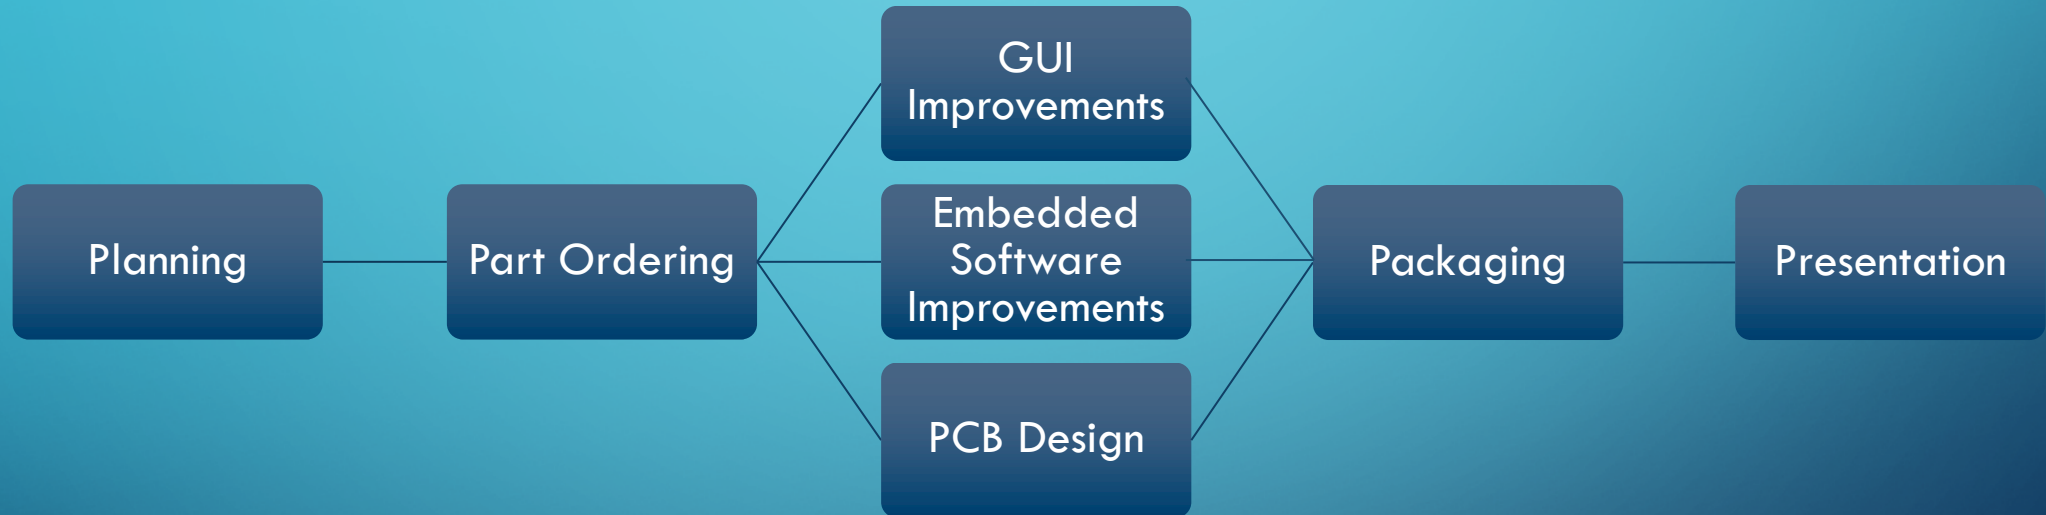 Planning
Part Ordering
GUI
Improvements
Embedded
Software
Improvements
PCB Design
Packaging
Presentation